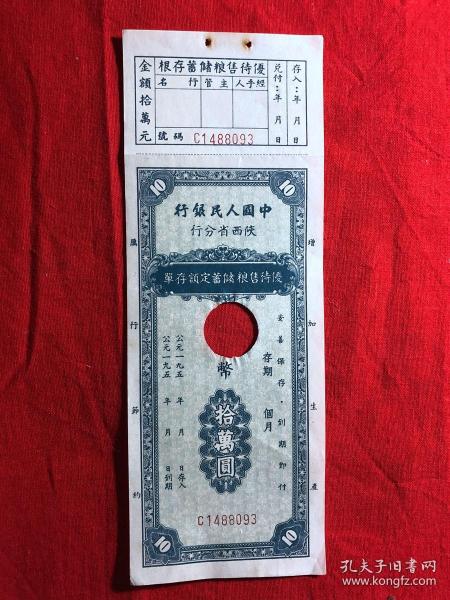 根存蓄儲粮售待優
金額拾萬元
名 行 管 主 人手經
號碼 C1488093
兑付:年 月 日
存入:年 月 日
10 10
行銀民人國中
行分省西陝
單存額定蓄儲粮售待優
增加生產
厲行節約
妥善保存·到期即付
存期 個月
幣
拾萬圓
公元一九五 年 月 日存入
公元一九五 年 月 日到期
C1488093
10 10
孔夫子旧书网
www.kongfz.com